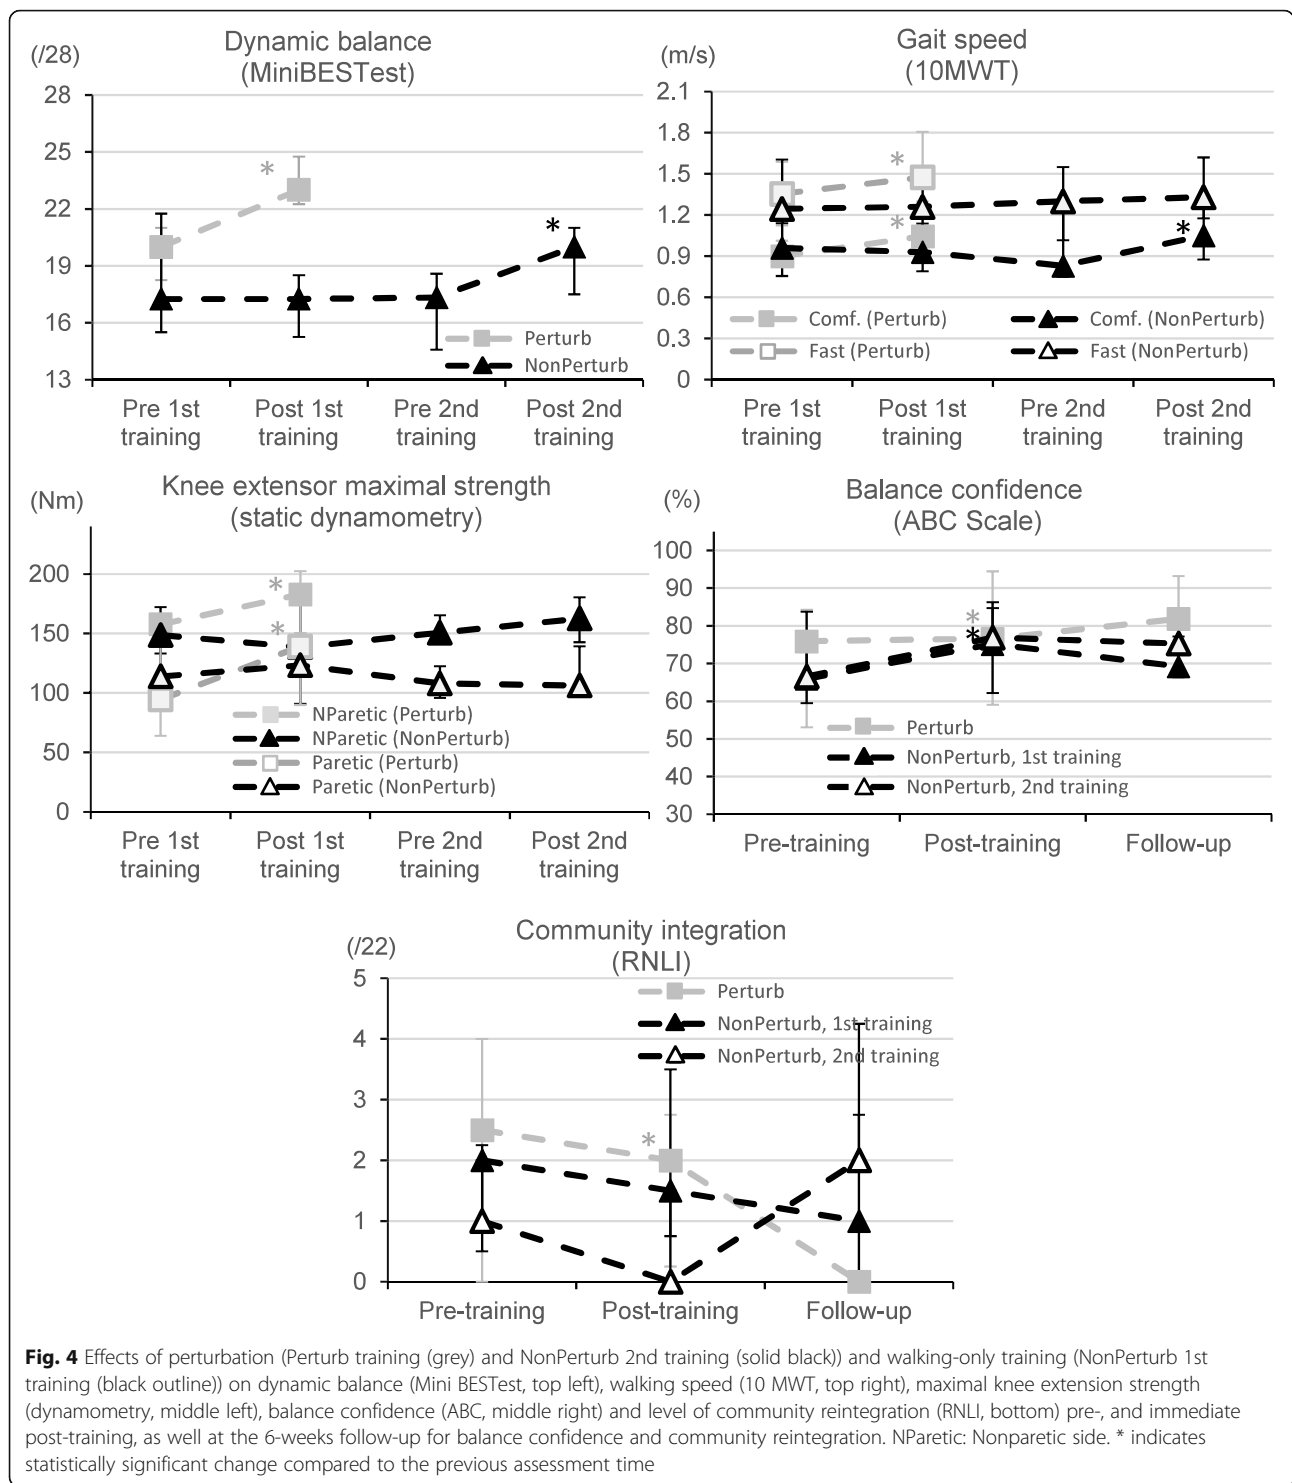 Dynamic balance
(MiniBESTest)
(/28)
28
25
22
19
16
13
*
*
Perturb
NonPerturb
Pre 1st training
Post 1st training
Pre 2nd training
Post 2nd training
Gait speed
(10MWT)
(m/s)
2.1
1.8
1.5
1.2
0.9
0.6
0.3
0
*
*
*
Comf. (Perturb)
Comf. (NonPerturb)
Fast (Perturb)
Fast (NonPerturb)
Pre 1st training
Post 1st training
Pre 2nd training
Post 2nd training
Knee extensor maximal strength
(static dynamometry)
(Nm)
200
150
100
50
0
*
*
NParetic (Perturb)
NParetic (NonPerturb)
Paretic (Perturb)
Paretic (NonPerturb)
Pre 1st training
Post 1st training
Pre 2nd training
Post 2nd training
Balance confidence
(ABC Scale)
(%)
100
90
80
70
60
50
40
30
*
*
Perturb
NonPerturb, 1st training
NonPerturb, 2nd training
Pre-training
Post-training
Follow-up
Community integration
(RNLI)
(/22)
5
4
3
2
1
0
*
Perturb
NonPerturb, 1st training
NonPerturb, 2nd training
Pre-training
Post-training
Follow-up
Fig. 4 Effects of perturbation (Perturb training (grey) and NonPerturb 2nd training (solid black)) and walking-only training (NonPerturb 1st
training (black outline)) on dynamic balance (Mini BESTest, top left), walking speed (10 MWT, top right), maximal knee extension strength
(dynamometry, middle left), balance confidence (ABC, middle right) and level of community reintegration (RNLI, bottom) pre-, and immediate
post-training, as well at the 6-weeks follow-up for balance confidence and community reintegration. NParetic: Nonparetic side. * indicates
statistically significant change compared to the previous assessment time